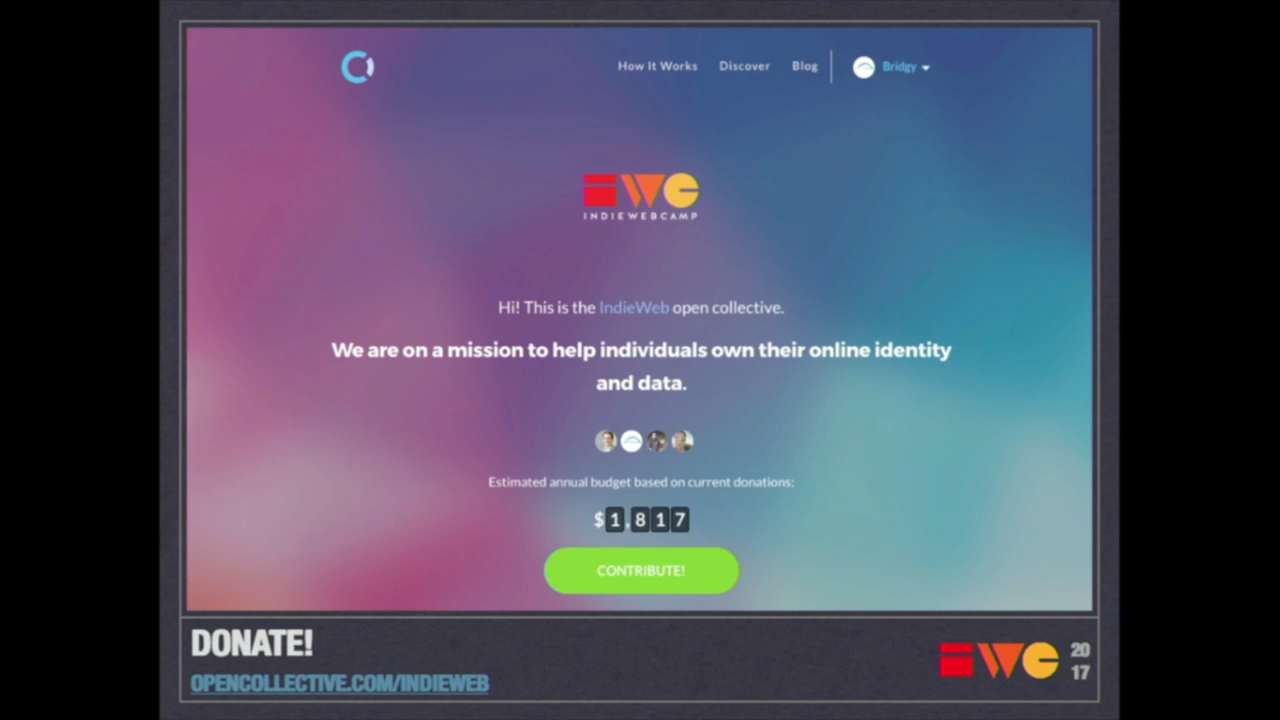 How It Works Discover Blog Bridgy
IWC
INDIEWEBCAMP
Hi! This is the IndieWeb open collective.
We are on a mission to help individuals own their online identity
and data.
Estimated annual budget based on current donations:
$1,817
CONTRIBUTE!
DONATE!
OPENCOLLECTIVE.COM/INDIEWEB
IWC
20
17